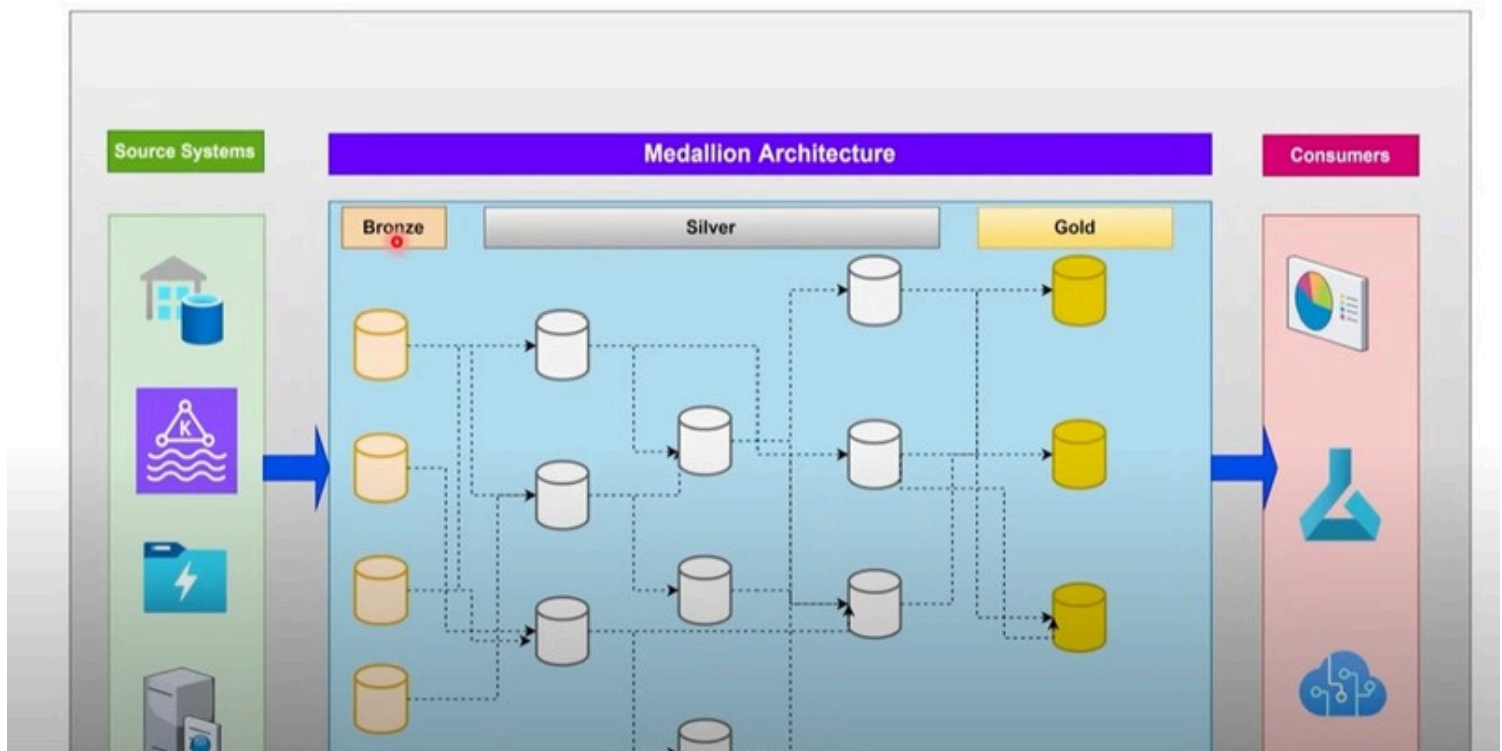 Source Systems
Medallion Architecture
Consumers
Bronze
Silver
Gold
K